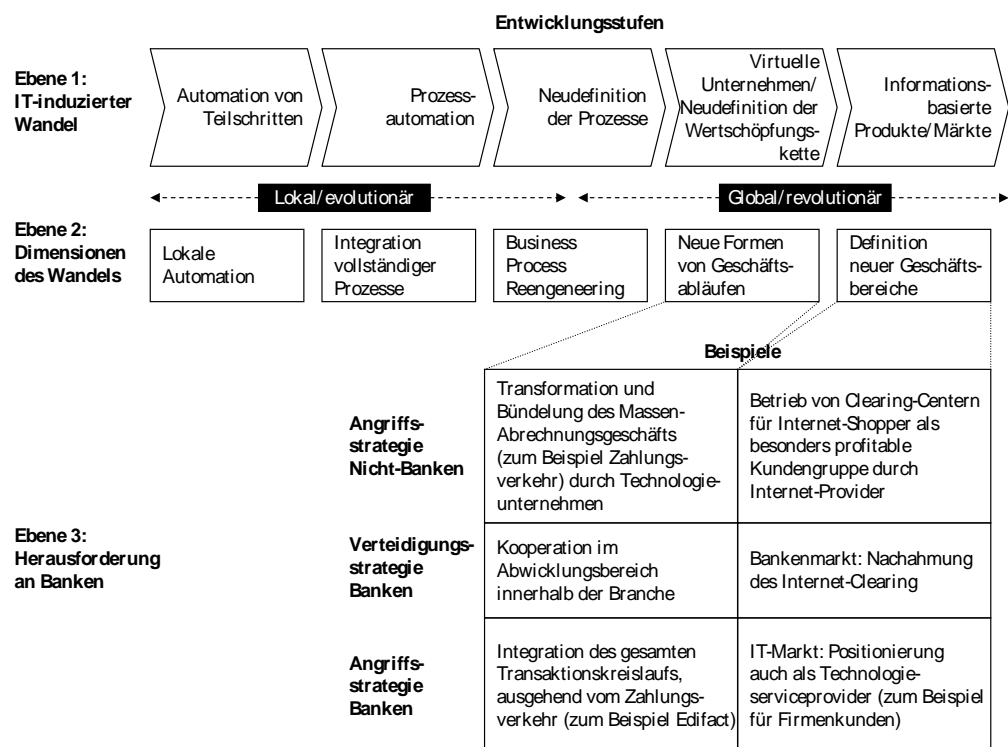 Entwicklungsstufen
Ebene 1:
IT-induzierter
Wandel
Automation von
Teilschritten
Prozess-
automation
Neudefinition
der Prozesse
Virtuelle
Unternehmen/
Neudefinition der
Wertschöpfungs-
kette
Informations-
basierte
Produkte/Märkte
Lokal/evolutionär
Global/revolutionär
Ebene 2:
Dimensionen
des Wandels
Lokale
Automation
Integration
vollständiger
Prozesse
Business
Process
Reengeneering
Neue Formen
von Geschäfts-
abläufen
Definition
neuer Geschäfts-
bereiche
Beispiele
Ebene 3:
Herausforderung
an Banken
Angriffs-
strategie
Nicht-Banken
Transformation und
Bündelung des Massen-
Abrechnungsgeschäfts
(zum Beispiel Zahlungs-
verkehr) durch Technologie-
unternehmen
Betrieb von Clearing-Centern
für Internet-Shopper als
besonders profitable
Kundengruppe durch
Internet-Provider
Verteidigungs-
strategie
Banken
Kooperation im
Abwicklungsbereich
innerhalb der Branche
Bankenmarkt: Nachahmung
des Internet-Clearing
Angriffs-
strategie
Banken
Integration des gesamten
Transaktionskreislaufs,
ausgehend vom Zahlungs-
verkehr (zum Beispiel Edifact)
IT-Markt: Positionierung
auch als Technologie-
serviceprovider (zum Beispiel
für Firmenkunden)